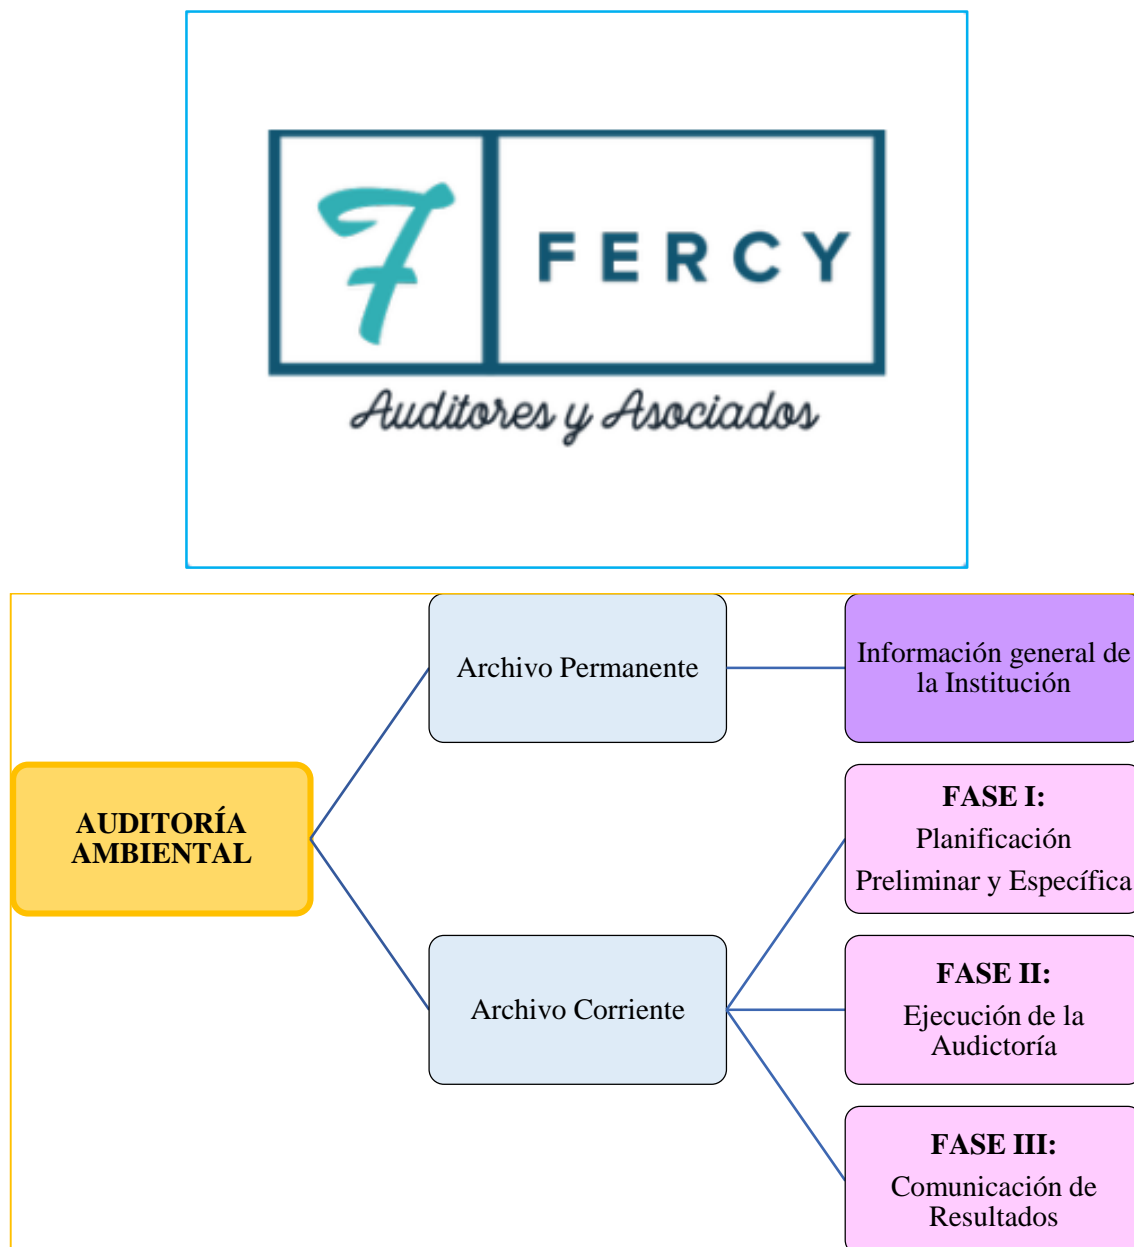 F
FERCY
Auditores y Asociados
Archivo Permanente
Información general de
la Institución
AUDITORÍA
AMBIENTAL
FASE I:
Planificación
Preliminar y Específica
Archivo Corriente
FASE II:
Ejecución de la
Audictoría
FASE III:
Comunicación de
Resultados